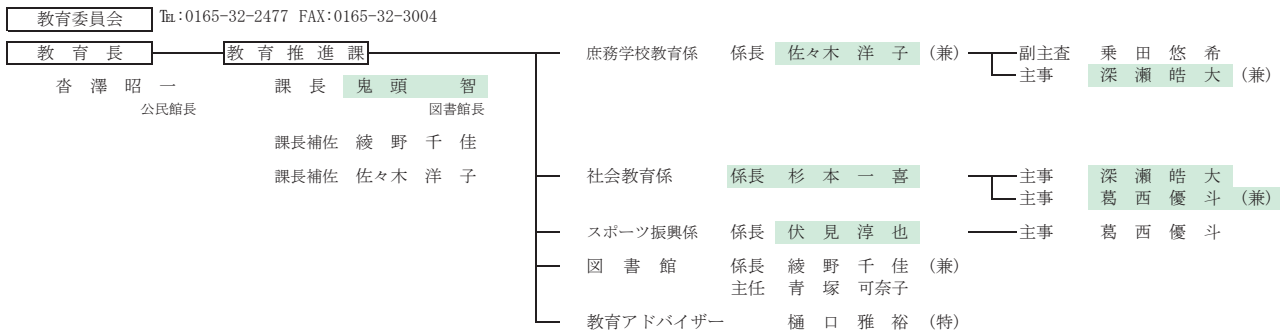 教育委員会 ℡:0165-32-2477 FAX:0165-32-3004
教育長 教育推進課 庶務学校教育係 係長 佐々木 洋子 (兼) 副主査 乗田悠希
主事 深瀬皓大 (兼)
沓澤昭一 課長 鬼頭 智
公民館長 図書館長
課長補佐 綾野千佳
課長補佐 佐々木 洋子 社会教育係 係長 杉本一喜 主事 深瀬皓大
主事 葛西優斗 (兼)
スポーツ振興係 係長 伏見淳也 主事 葛西優斗
図書館 係長 綾野千佳 (兼)
主任 青塚 可奈子
教育アドバイザー 樋口雅裕 (特)